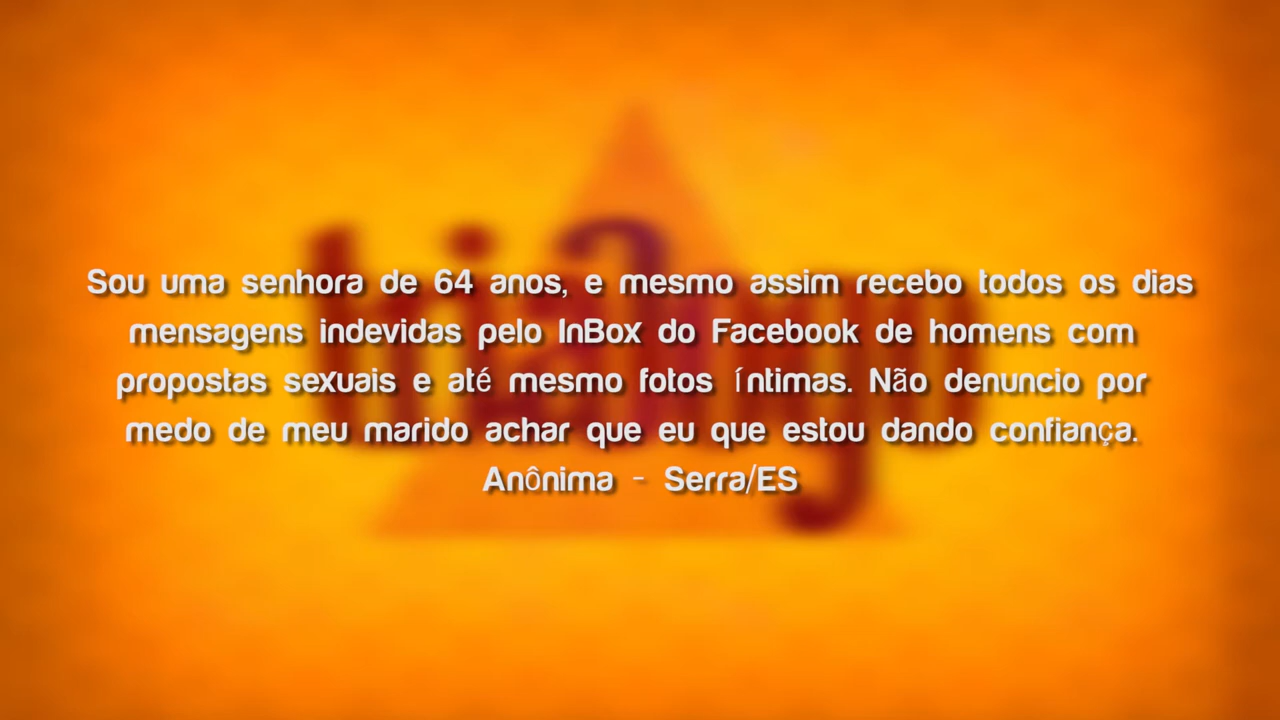 Sou uma senhora de 64 anos, e mesmo assim recebo todos os dias
mensagens indevidas pelo InBox do Facebook de homens com
propostas sexuais e até mesmo fotos íntimas. Não denuncio por
medo de meu marido achar que eu que estou dando confiança.
Anônima - Serra/ES